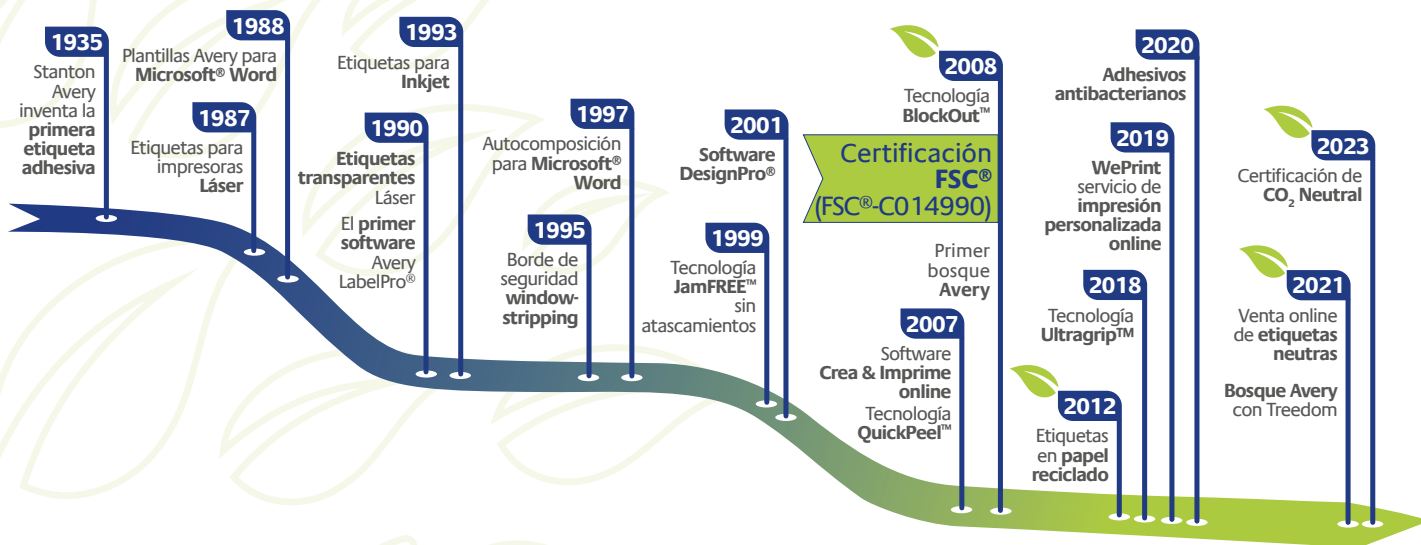 1935
Stanton
Avery
inventa la
primera
etiqueta
adhesiva
1987
Etiquetas para
impresoras
Láser
1988
Plantillas Avery para
Microsoft® Word
1990
Etiquetas
transparentes
Láser
El primer
software
Avery
LabelPro®
1993
Etiquetas para
Inkjet
1995
Borde de
seguridad
window-
stripping
1997
Autocomposición
para Microsoft®
Word
1999
Tecnología
JamFREE™
sin
atascamientos
2001
Software
DesignPro®
2007
Software
Crea & Imprime
online
Tecnología
QuickPeel™
2008
Tecnología
BlockOut™
Certificación
FSC®
(FSC®-C014990)
Primer
bosque
Avery
2012
Etiquetas
en papel
reciclado
2018
Tecnología
Ultragrip™
2019
WePrint
servicio de
impresión
personalizada
online
2020
Adhesivos
antibacterianos
2021
Venta online
de etiquetas
neutras
Bosque Avery
con Treedom
2023
Certificación de
CO₂ Neutral